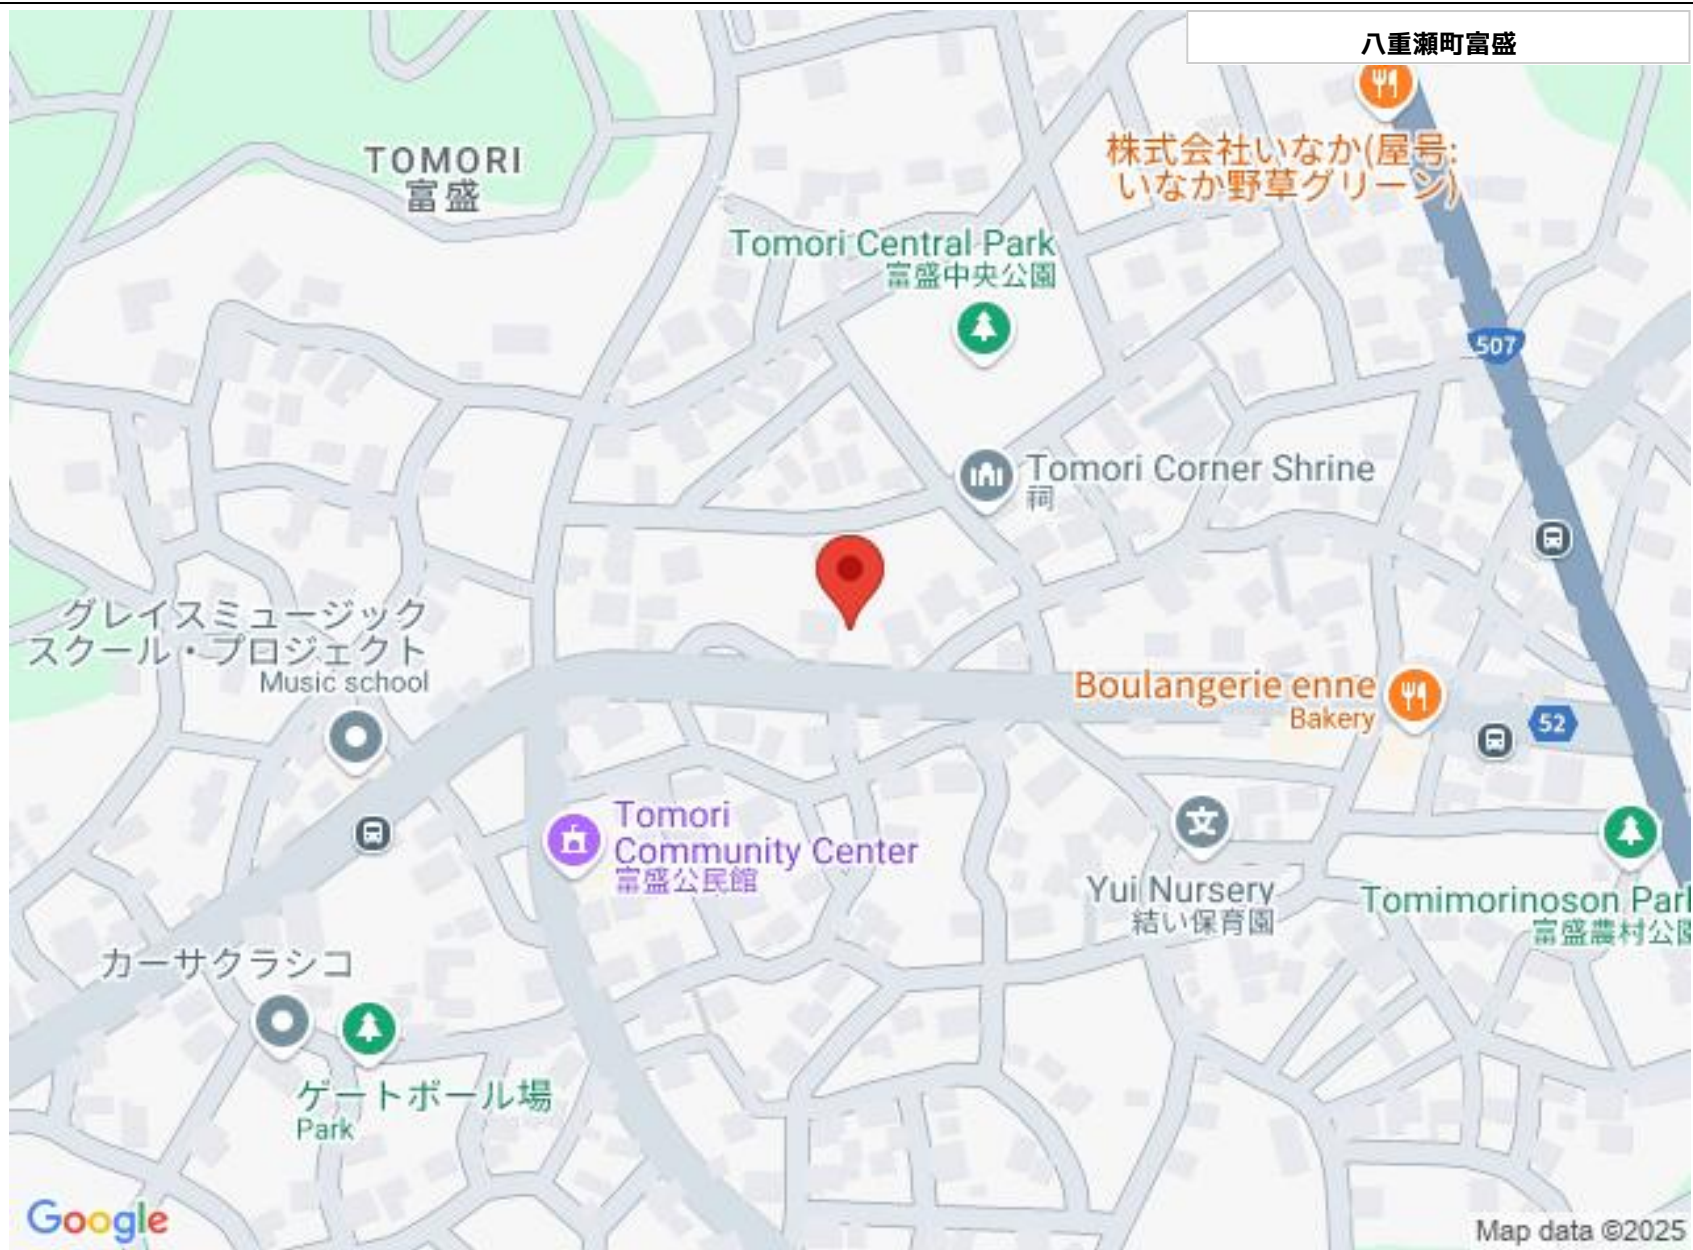 八重瀬町富盛
TOMORI
富盛
株式会社いなか(屋号:
いなか野草グリーン)
Tomori Central Park
富盛中央公園
507
Tomori Corner Shrine
祠
グレイスミュージック
スクール・プロジェクト
Music school
Boulangerie enne
Bakery
52
Tomori
Community Center
富盛公民館
文
Yui Nursery
結い保育園
Tomimorinoson Park
富盛農村公園
カーサクラシコ
ゲートボール場
Park
Google
Map data ©2025